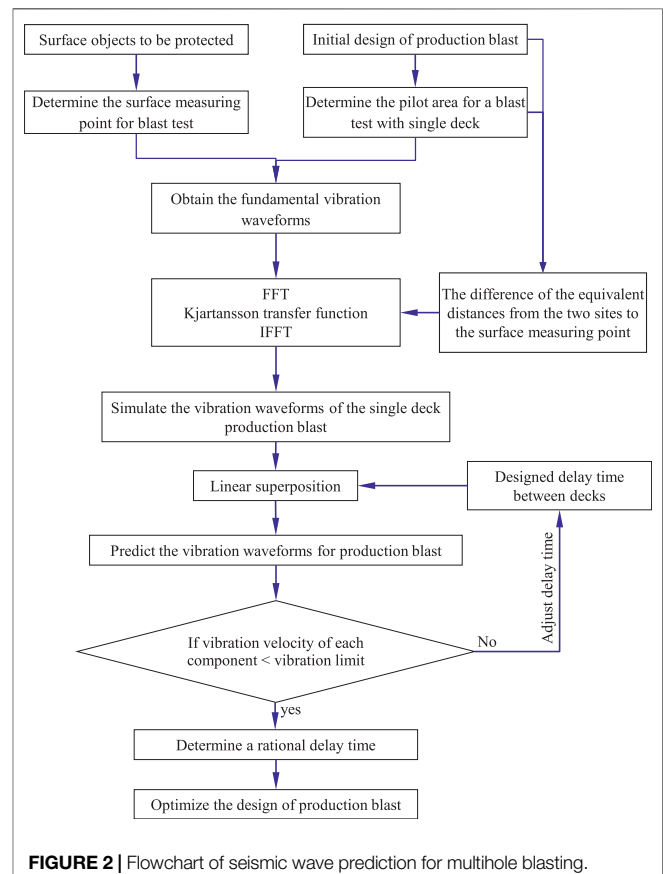 Surface objects to be protected
Initial design of production blast
Determine the surface measuring
point for blast test
Determine the pilot area for a blast
test with single deck
Obtain the fundamental vibration
waveforms
FFT
Kjartansson transfer function
IFFT
The difference of the equivalent
distances from the two sites to
the surface measuring point
Simulate the vibration waveforms of the single deck
production blast
Linear superposition
Designed delay time
between decks
Predict the vibration waveforms for production blast
Adjust delay time
If vibration velocity of each
component < vibration limit
No
yes
Determine a rational delay time
Optimize the design of production blast
FIGURE 2 | Flowchart of seismic wave prediction for multihole blasting.